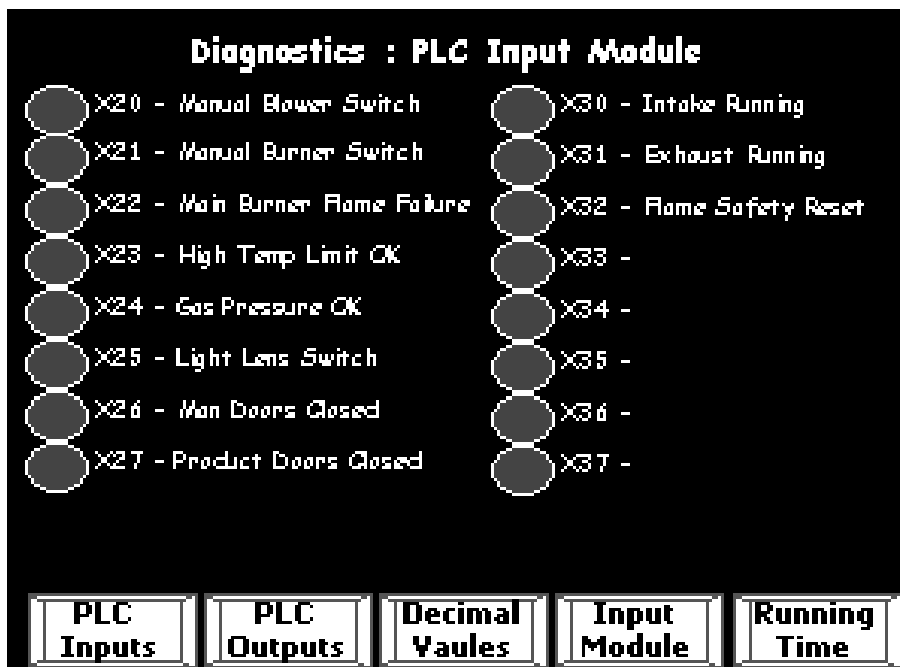 Diagnostics : PLC Input Module
X20 - Manual Blower Switch
X21 - Manual Burner Switch
X22 - Main Burner Flame Failure
X23 - High Temp Limit OK
X24 - Gas Pressure OK
X25 - Light Lens Switch
X26 - Man Doors Closed
X27 - Product Doors Closed
X30 - Intake Running
X31 - Exhaust Running
X32 - Flame Safety Reset
X33 -
X34 -
X35 -
X36 -
X37 -
PLC
Inputs
PLC
Outputs
Decimal
Vaules
Input
Module
Running
Time